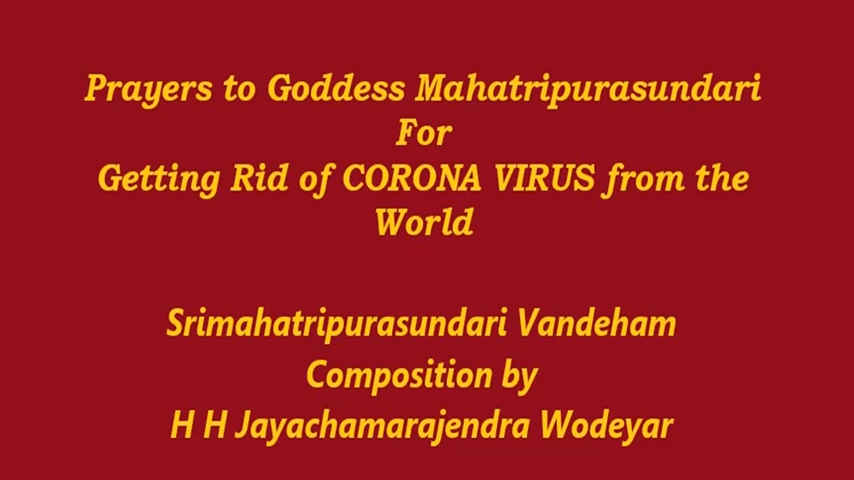 Prayers to Goddess Mahatripurasundari
For
Getting Rid of CORONA VIRUS from the
World
Srimahatripurasundari Vandeham
Composition by
H H Jayachamarajendra Wodeyar